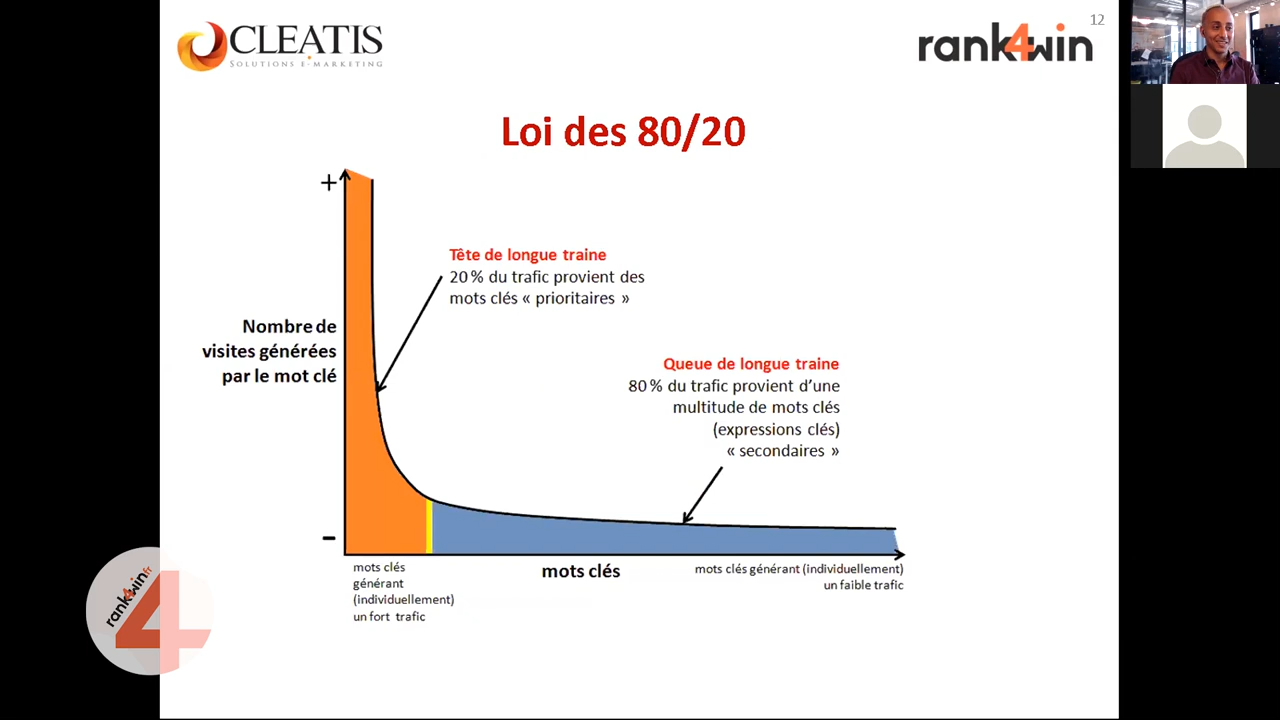 CLEATIS
SOLUTIONS E-MARKETING
rank4win
12
Loi des 80/20
+
Tête de longue traine
20 % du trafic provient des
mots clés « prioritaires »
Nombre de
visites générées
par le mot clé
Queue de longue traine
80 % du trafic provient d’une
multitude de mots clés
(expressions clés)
« secondaires »
-
mots clés
générant
(individuellement)
un fort trafic
mots clés
mots clés générant (individuellement)
un faible trafic
rank4win.fr
4